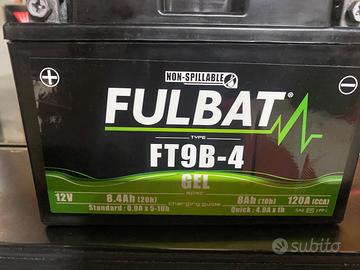 NON-SPILLABLE
FULBAT®
TYPE
FT9B-4
GEL
12V 8.4Ah (20h) 8Ah (10h) 120A (CCA)
Standard : 0.9A x 5-10h charging guide Quick : 4.0A x 1h
subito